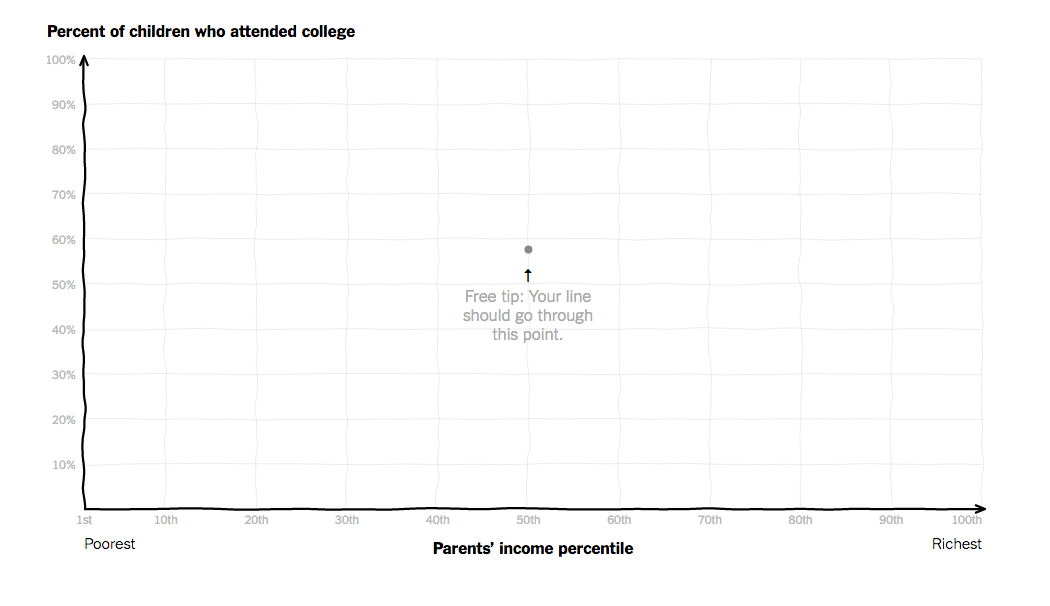 Percent of children who attended college
100%
90%
80%
70%
60%
50%
40%
30%
20%
10%
Free tip: Your line
should go through
this point.
1st 10th 20th 30th 40th 50th 60th 70th 80th 90th 100th
Poorest Parents’ income percentile Richest